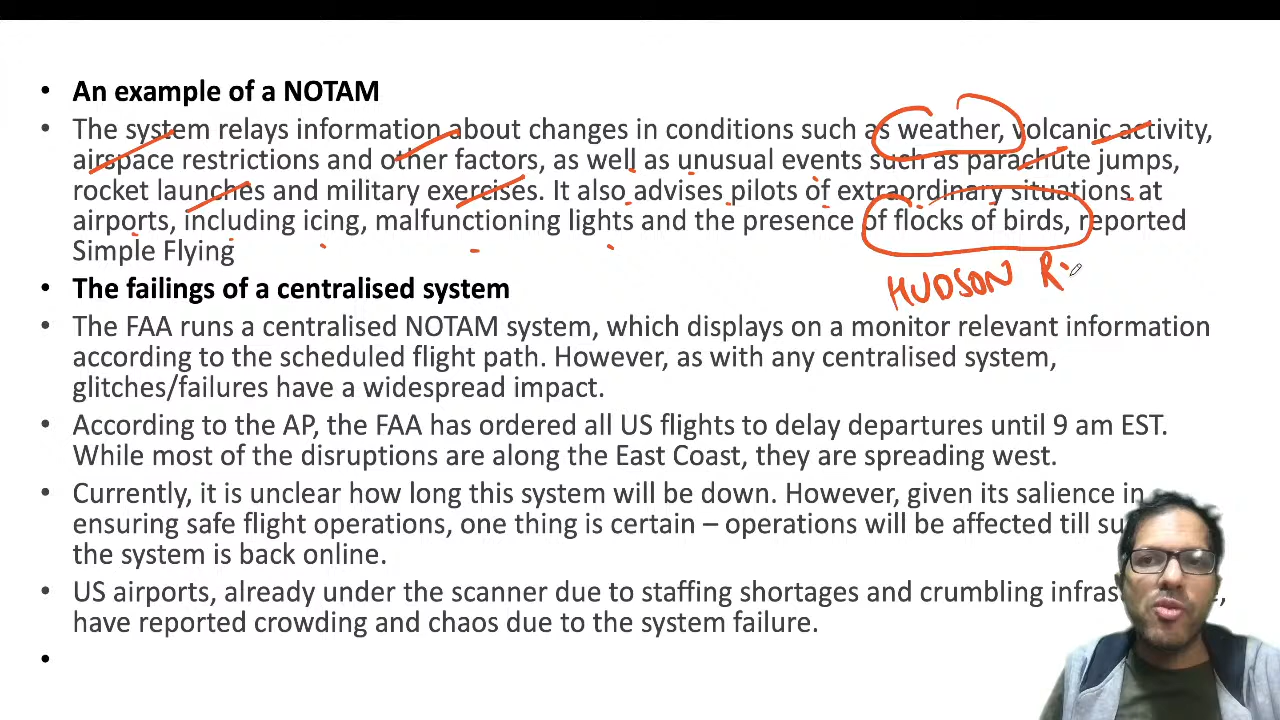 • An example of a NOTAM
• The system relays information about changes in conditions such as weather, volcanic activity,
airspace restrictions and other factors, as well as unusual events such as parachute jumps,
rocket launches and military exercises. It also advises pilots of extraordinary situations at
airports, including icing, malfunctioning lights and the presence of flocks of birds, reported
Simple Flying
HUDSON R
• The failings of a centralised system
• The FAA runs a centralised NOTAM system, which displays on a monitor relevant information
according to the scheduled flight path. However, as with any centralised system,
glitches/failures have a widespread impact.
• According to the AP, the FAA has ordered all US flights to delay departures until 9 am EST.
While most of the disruptions are along the East Coast, they are spreading west.
• Currently, it is unclear how long this system will be down. However, given its salience in
ensuring safe flight operations, one thing is certain – operations will be affected till su
the system is back online.
• US airports, already under the scanner due to staffing shortages and crumbling infras
have reported crowding and chaos due to the system failure.
•